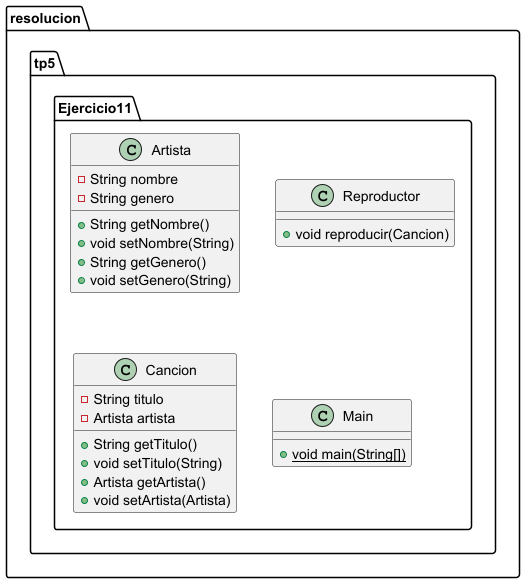 resolucion
tp5
Ejercicio11
C Artista
String nombre
String genero
String getNombre()
void setNombre(String)
String getGenero()
void setGenero(String)
C Reproductor
void reproducir(Cancion)
C Cancion
String titulo
Artista artista
String getTitulo()
void setTitulo(String)
Artista getArtista()
void setArtista(Artista)
C Main
void main(String[])